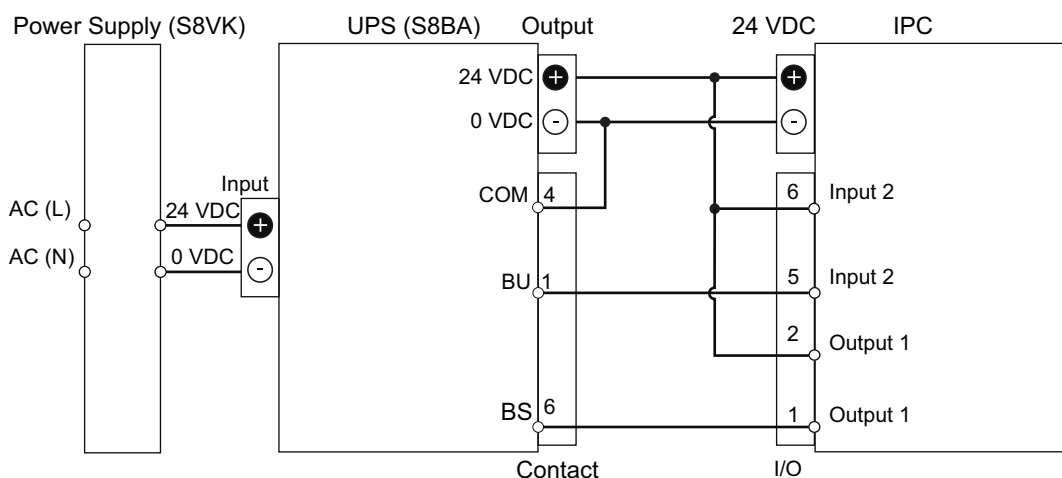 Power Supply (S8VK) UPS (S8BA) Output 24 VDC IPC
24 VDC + +
0 VDC - -
Input COM 4 6 Input 2
AC (L) 24 VDC +
AC (N) 0 VDC -
BU 1 5 Input 2
2 Output 1
BS 6 1 Output 1
Contact I/O